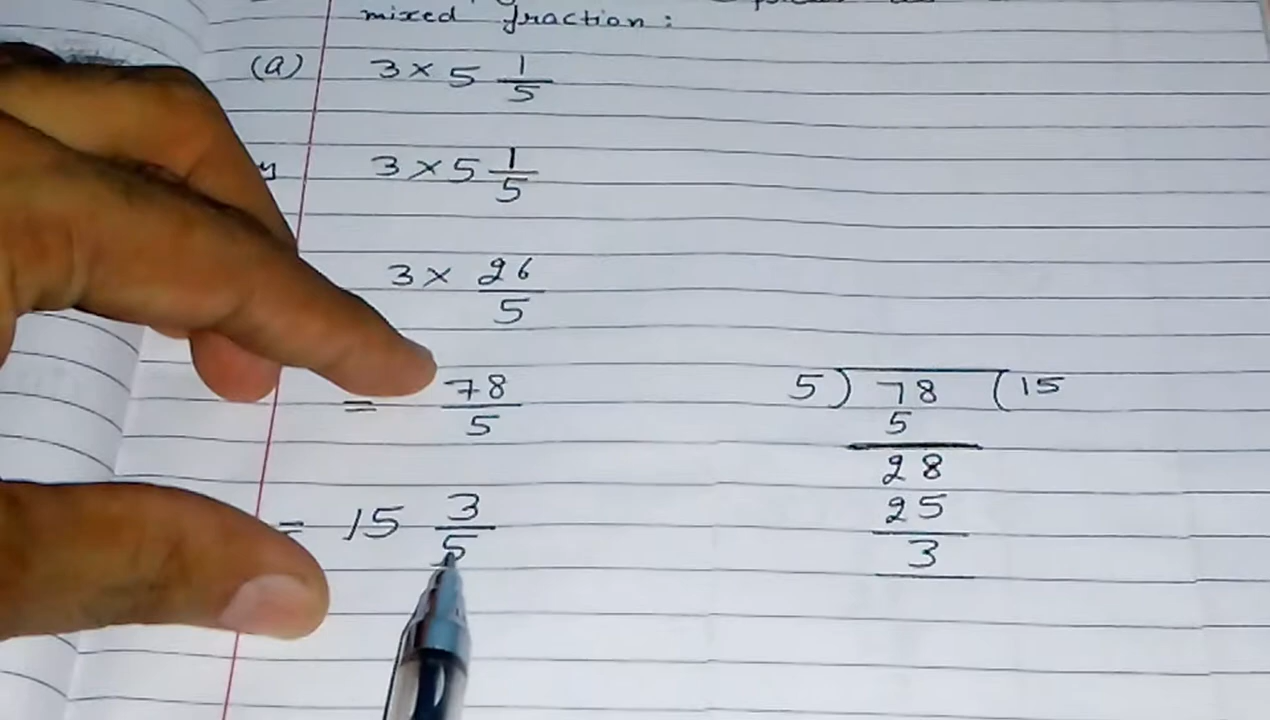 mixed fraction :
(a) 3 × 5 1/5
3 × 5 1/5
3 × 26/5
= 78/5
= 15 3/5
5 ) 78 ( 15
5
28
25
3